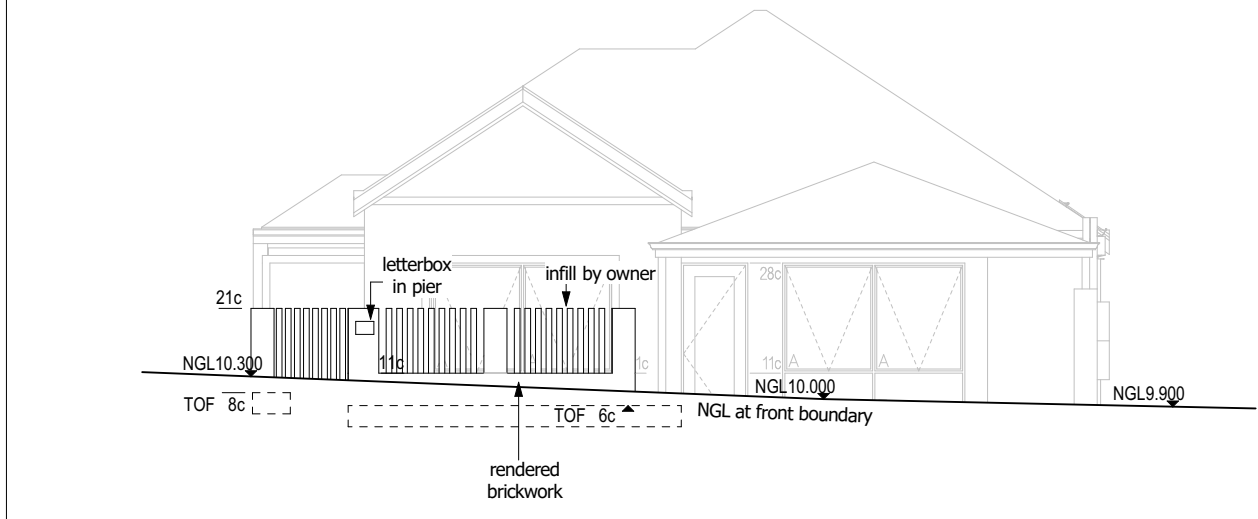 letterbox
in pier
infill by owner
28c
21c
11c
1c
11c
A
A
A
NGL10.300
NGL10.000
NGL9.900
TOF 8c
TOF 6c
NGL at front boundary
rendered
brickwork